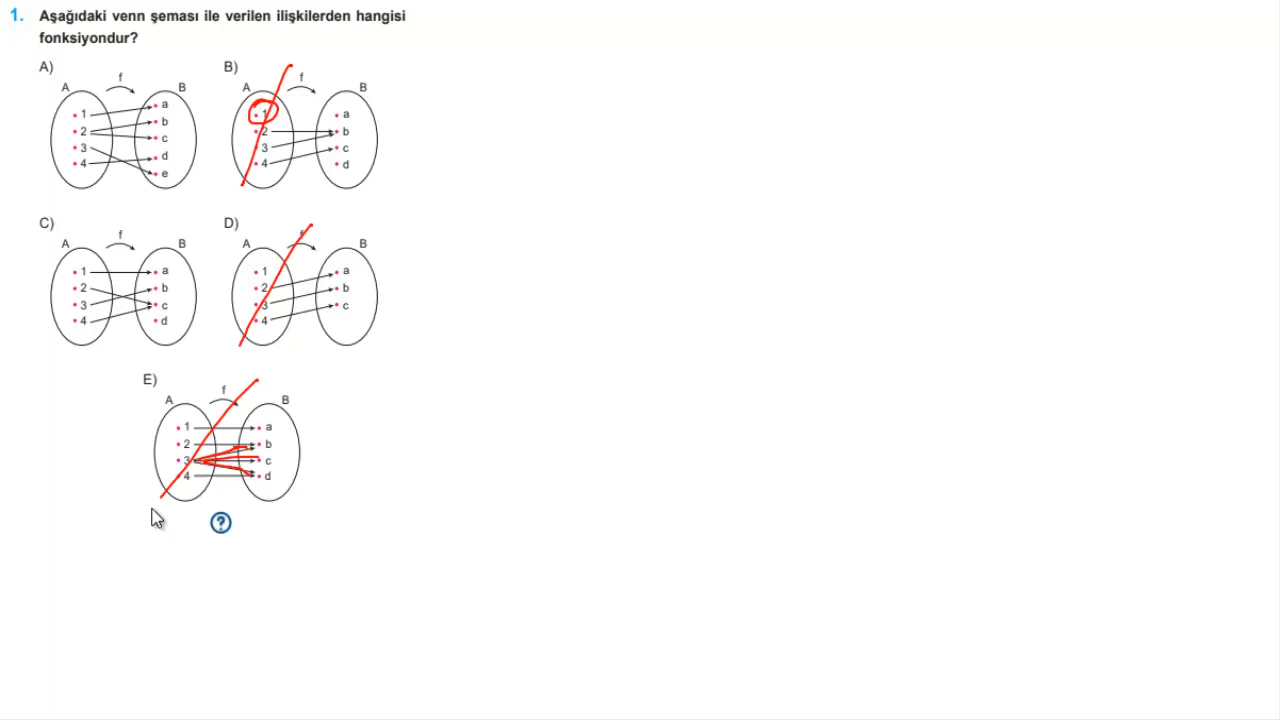 1. Aşağıdaki venn şeması ile verilen ilişkilerden hangisi
fonksiyondur?
A)
f
A
B
1
2
3
4
a
b
c
d
e
B)
f
A
B
1
2
3
4
a
b
c
d
C)
f
A
B
1
2
3
4
a
b
c
d
D)
f
A
B
1
2
3
4
a
b
c
E)
f
A
B
1
2
3
4
a
b
c
d
?